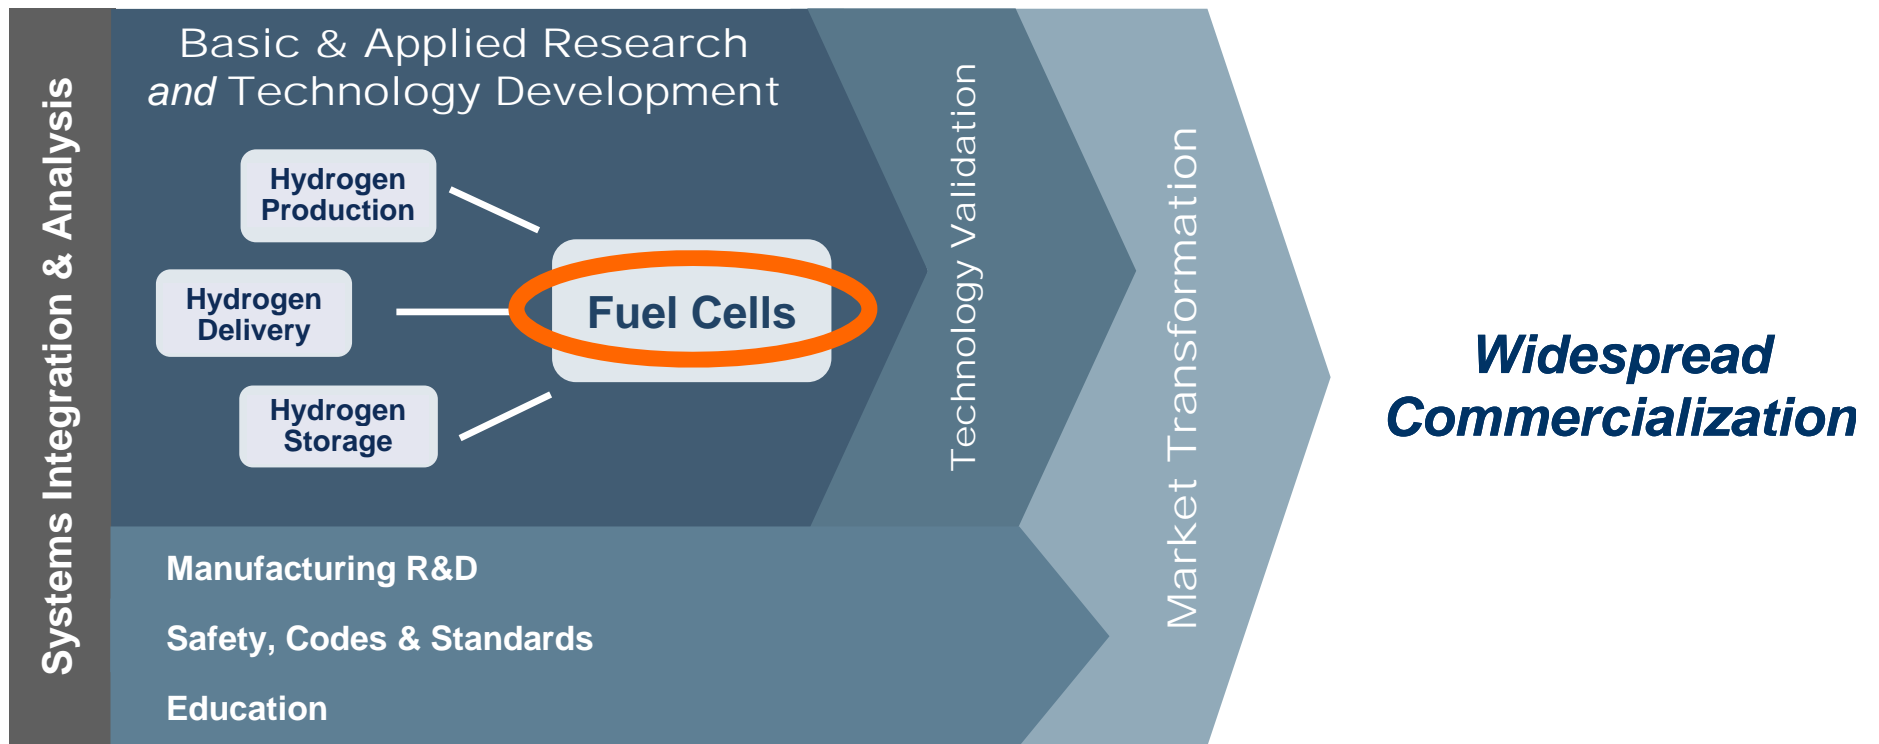 Systems Integration & Analysis
Basic & Applied Research
and Technology Development
Hydrogen
Production
Hydrogen
Delivery
Hydrogen
Storage
Fuel Cells
Technology Validation
Market Transformation
Widespread
Commercialization
Manufacturing R&D
Safety, Codes & Standards
Education